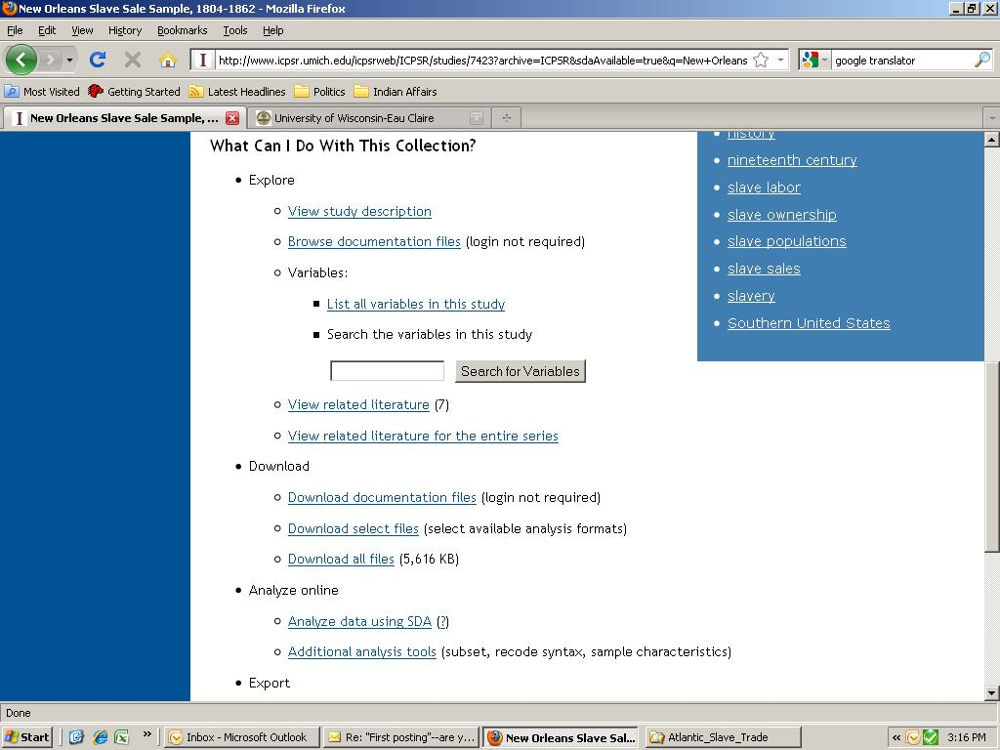 New Orleans Slave Sale Sample, 1804-1862 - Mozilla Firefox
File Edit View History Bookmarks Tools Help
http://www.icpsr.umich.edu/icpsrweb/ICPSR/studies/7423?archive=ICPSR&sdaAvailable=true&q=New+Orleans google translator
Most Visited Getting Started Latest Headlines Politics Indian Affairs
New Orleans Slave Sale Sample, ... University of Wisconsin-Eau Claire
What Can I Do With This Collection?
• Explore
View study description
Browse documentation files (login not required)
Variables:
List all variables in this study
Search the variables in this study
Search for Variables
View related literature (7)
View related literature for the entire series
• Download
Download documentation files (login not required)
Download select files (select available analysis formats)
Download all files (5,616 KB)
• Analyze online
Analyze data using SDA (?)
Additional analysis tools (subset, recode syntax, sample characteristics)
• Export
• history
• nineteenth century
• slave labor
• slave ownership
• slave populations
• slave sales
• slavery
• Southern United States
Done
Start » Inbox - Microsoft Outlook Re: "First posting"--are y... New Orleans Slave Sal... Atlantic_Slave_Trade « 3:16 PM